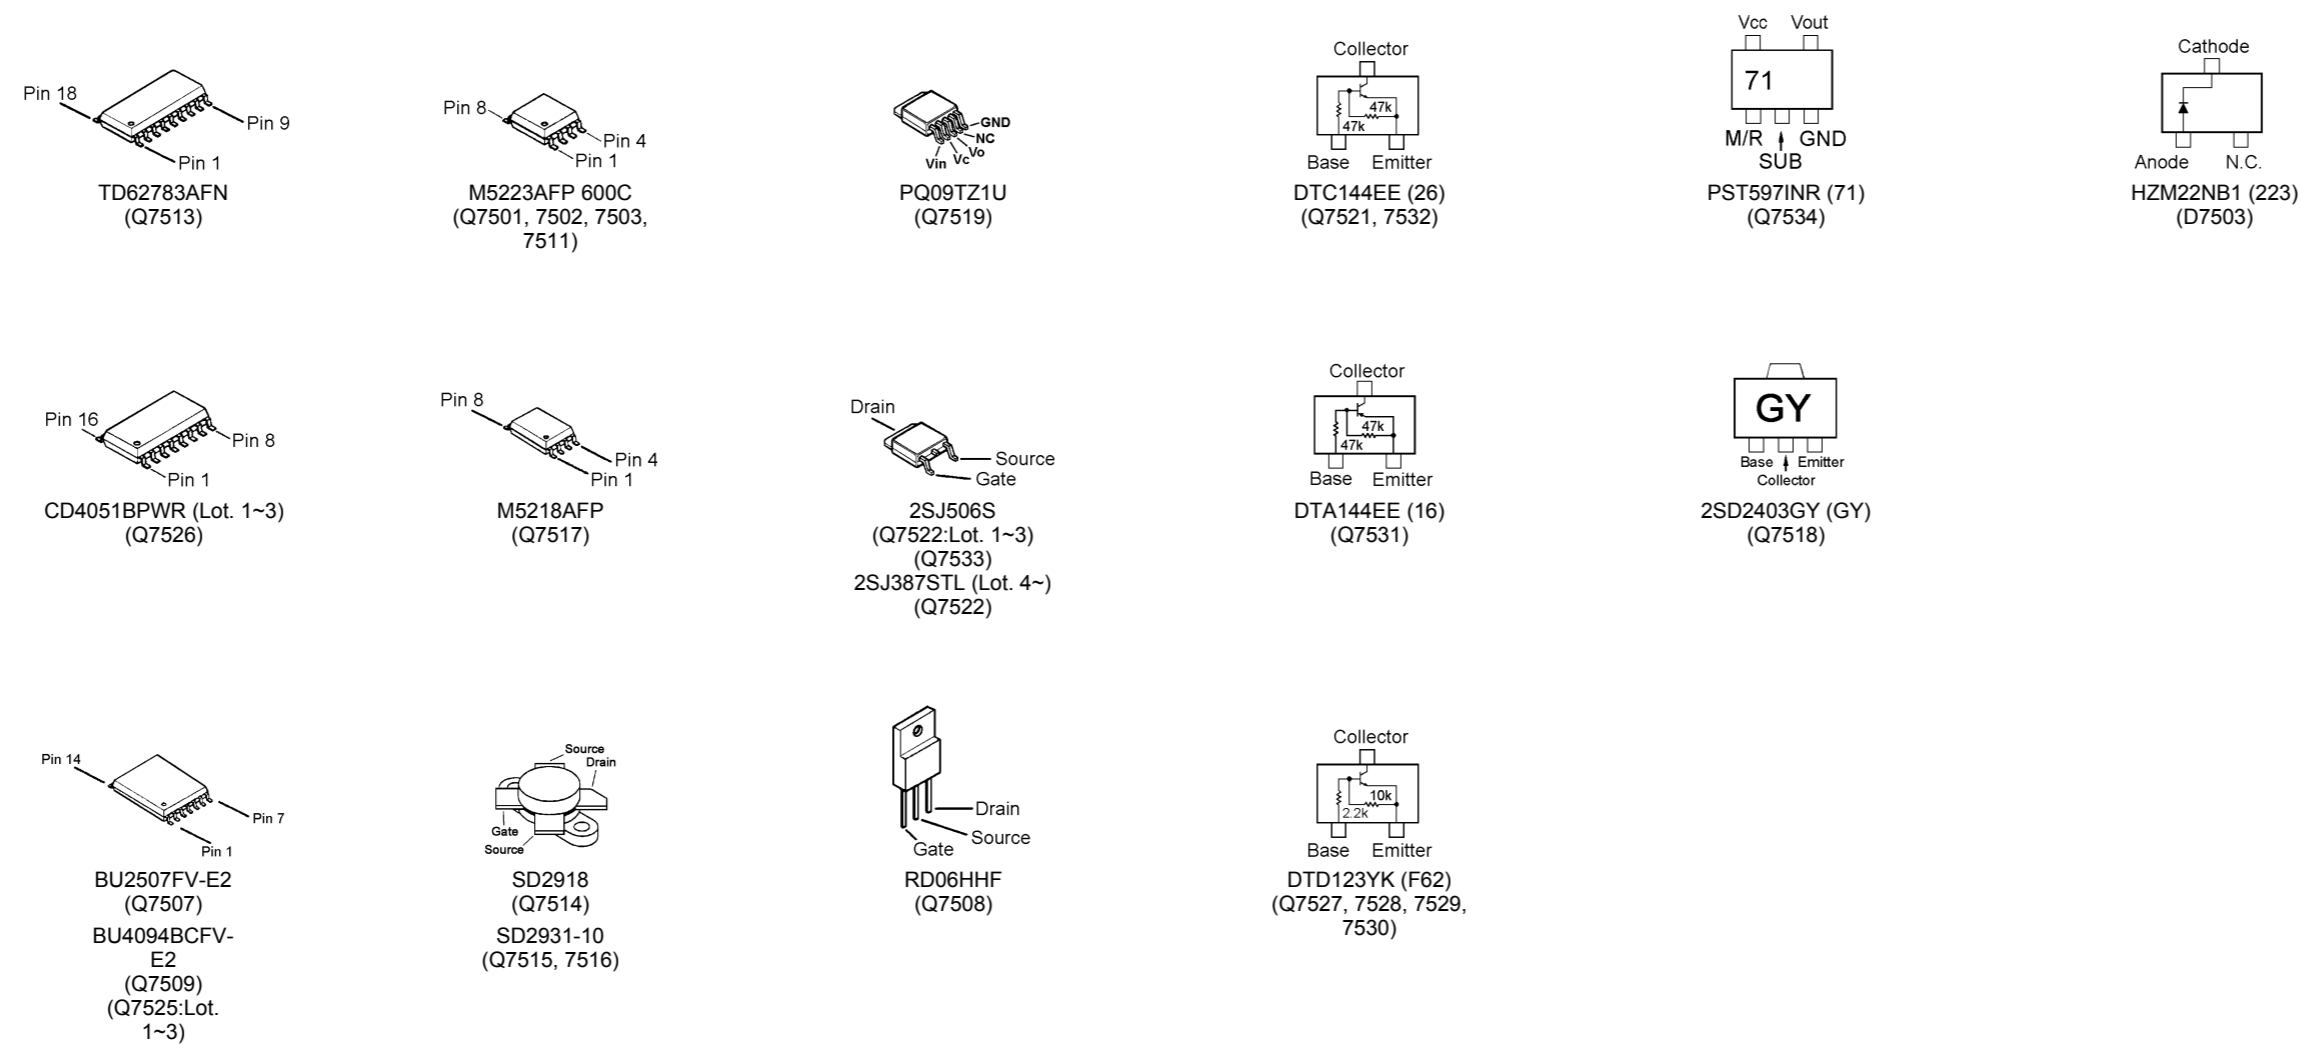 Pin 18
Pin 9
Pin 1
TD62783AFN
(Q7513)
Pin 8
Pin 4
Pin 1
M5223AFP 600C
(Q7501, 7502, 7503,
7511)
GND
NC
Vo
Vc
Vin
PQ09TZ1U
(Q7519)
Collector
47k
47k
Base Emitter
DTC144EE (26)
(Q7521, 7532)
Vcc Vout
71
M/R GND
SUB
PST597INR (71)
(Q7534)
Cathode
Anode N.C.
HZM22NB1 (223)
(D7503)
Pin 16
Pin 8
Pin 1
CD4051BPWR (Lot. 1~3)
(Q7526)
Pin 8
Pin 4
Pin 1
M5218AFP
(Q7517)
Drain
Source
Gate
2SJ506S
(Q7522:Lot. 1~3)
(Q7533)
2SJ387STL (Lot. 4~)
(Q7522)
Collector
47k
47k
Base Emitter
DTA144EE (16)
(Q7531)
GY
Base Emitter
Collector
2SD2403GY (GY)
(Q7518)
Pin 14
Pin 7
Pin 1
BU2507FV-E2
(Q7507)
BU4094BCFV-
E2
(Q7509)
(Q7525:Lot.
1~3)
Source
Drain
Gate
Source
SD2918
(Q7514)
SD2931-10
(Q7515, 7516)
Drain
Source
Gate
RD06HHF
(Q7508)
Collector
10k
2.2k
Base Emitter
DTD123YK (F62)
(Q7527, 7528, 7529,
7530)